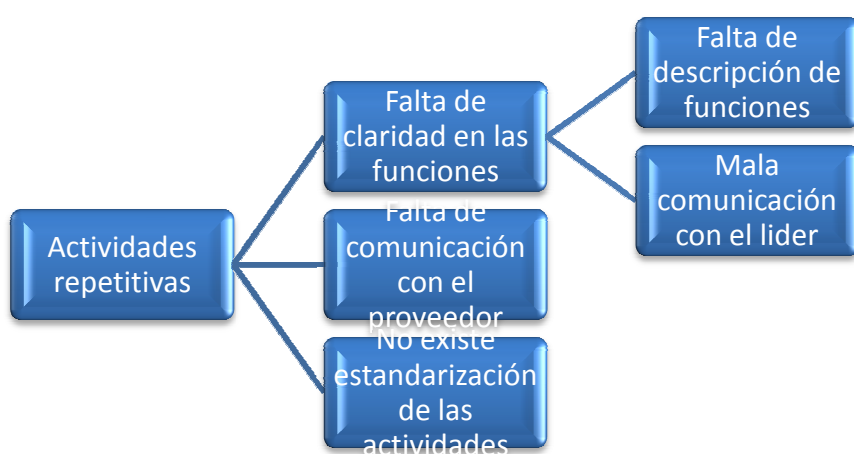 Actividades
repetitivas
Falta de
claridad en las
funciones
Falta de
descripción de
funciones
Mala
comunicación
con el lider
Falta de
comunicación
con el
proveedor
No existe
estandarización
de las
actividades